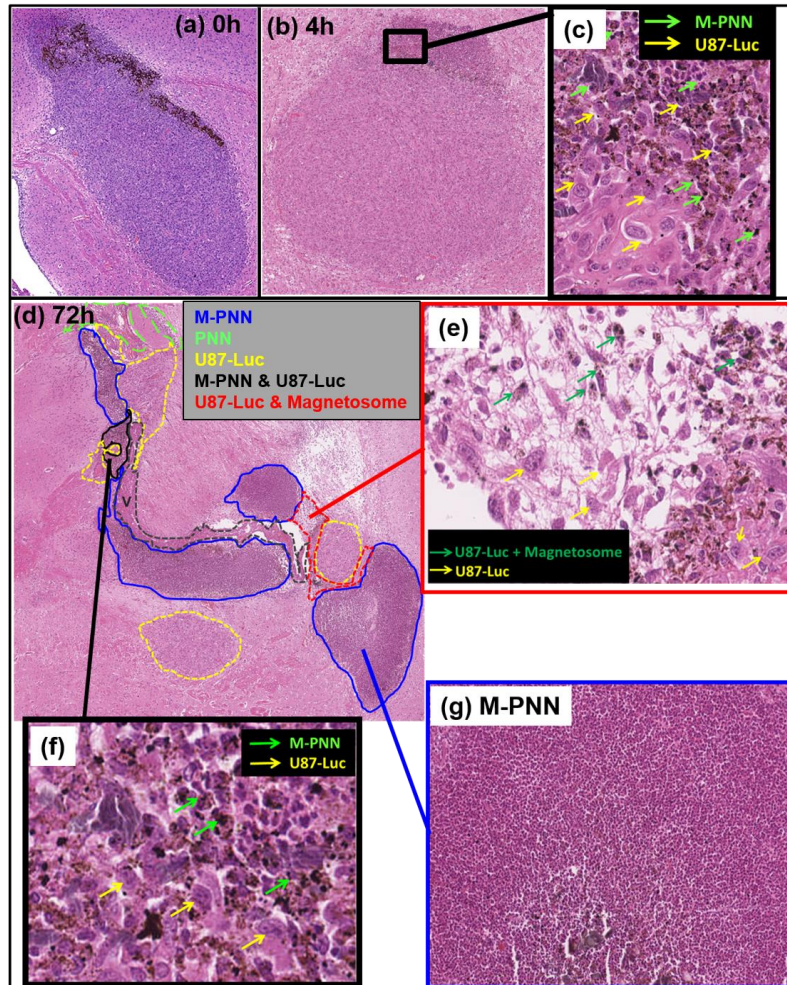 (a) 0h
(b) 4h
(c)
M-PNN
U87-Luc
(d) 72h
M-PNN
PNN
U87-Luc
M-PNN & U87-Luc
U87-Luc & Magnetosome
V
(e)
U87-Luc + Magnetosome
U87-Luc
(f)
M-PNN
U87-Luc
(g) M-PNN